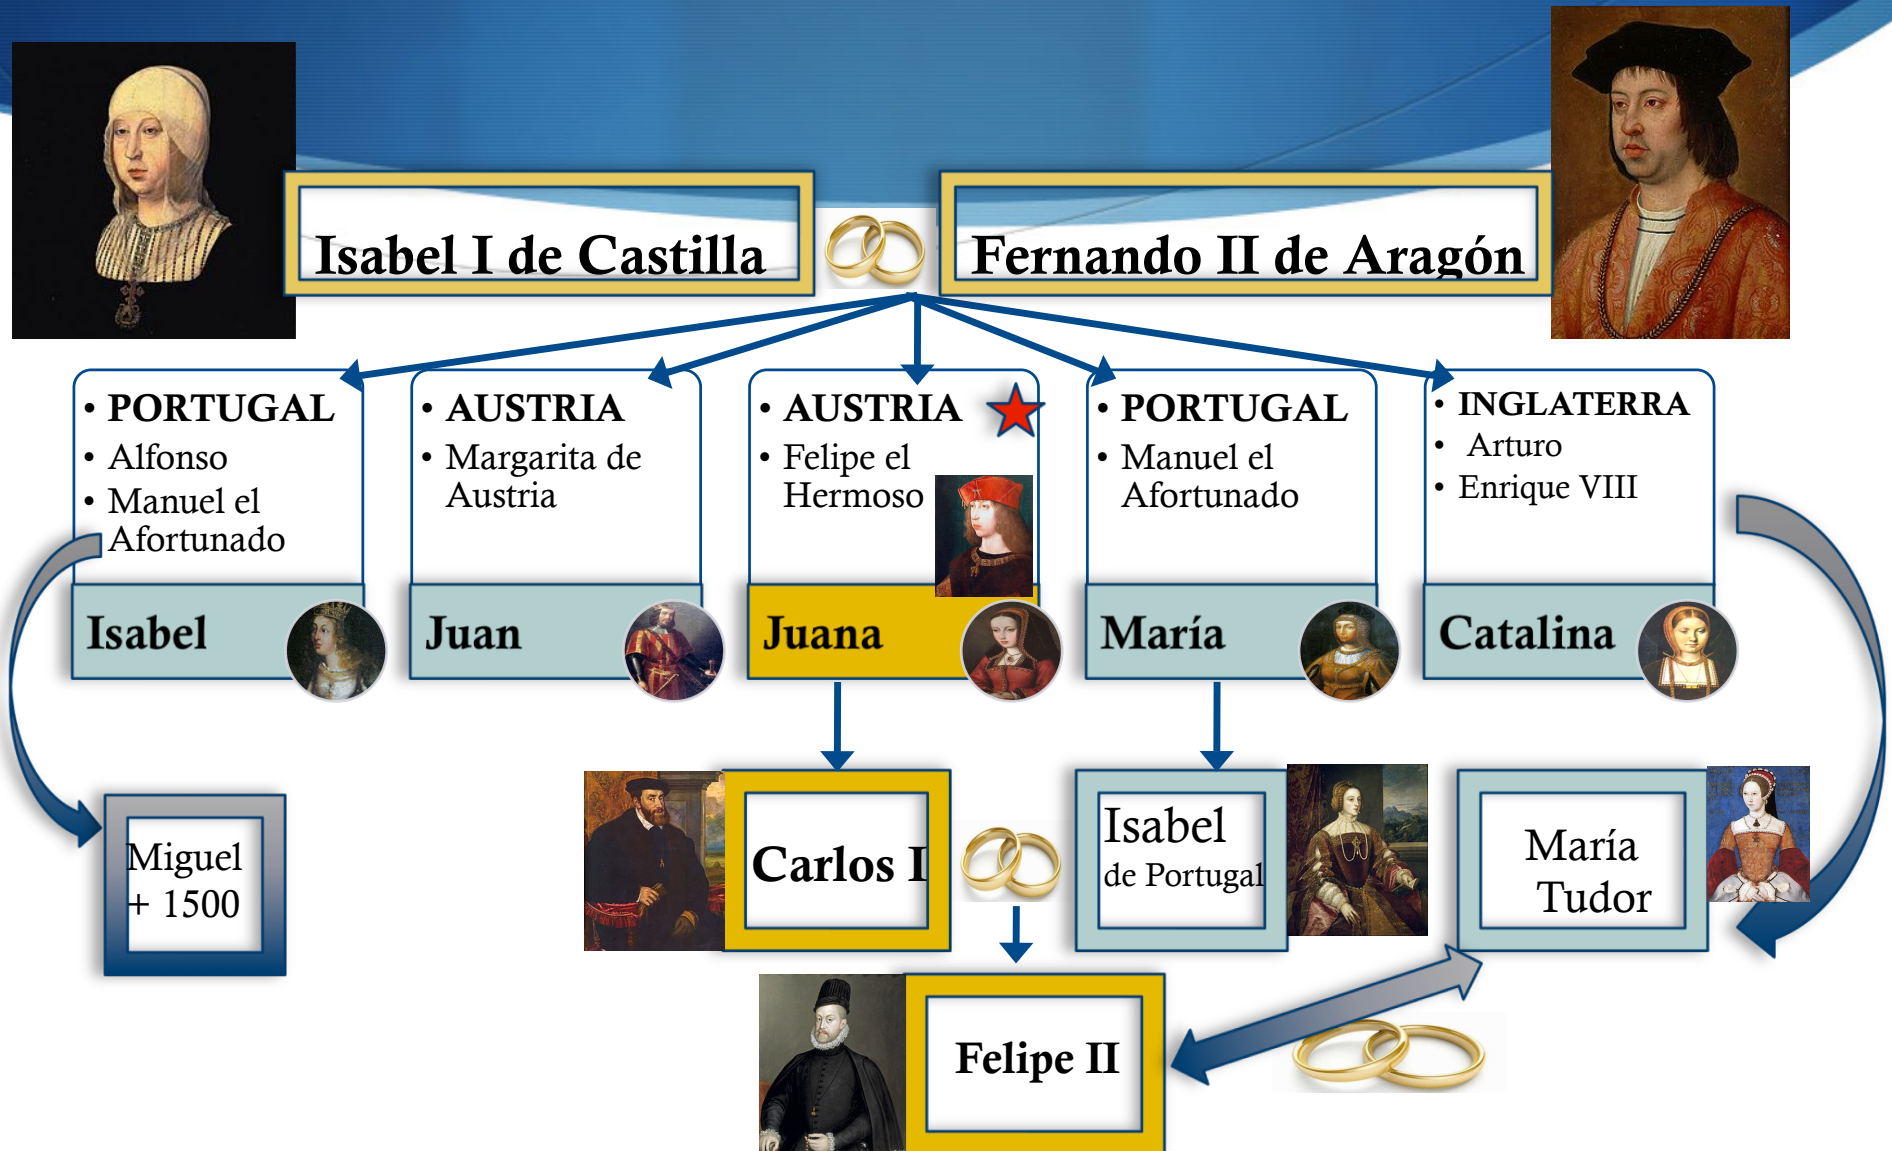 Isabel I de Castilla
Fernando II de Aragón
• PORTUGAL
• Alfonso
• Manuel el
Afortunado
Isabel
• AUSTRIA
• Margarita de
Austria
Juan
• AUSTRIA
• Felipe el
Hermoso
Juana
• PORTUGAL
• Manuel el
Afortunado
María
• INGLATERRA
• Arturo
• Enrique VIII
Catalina
Miguel
+ 1500
Carlos I
Isabel
de Portugal
María
Tudor
Felipe II